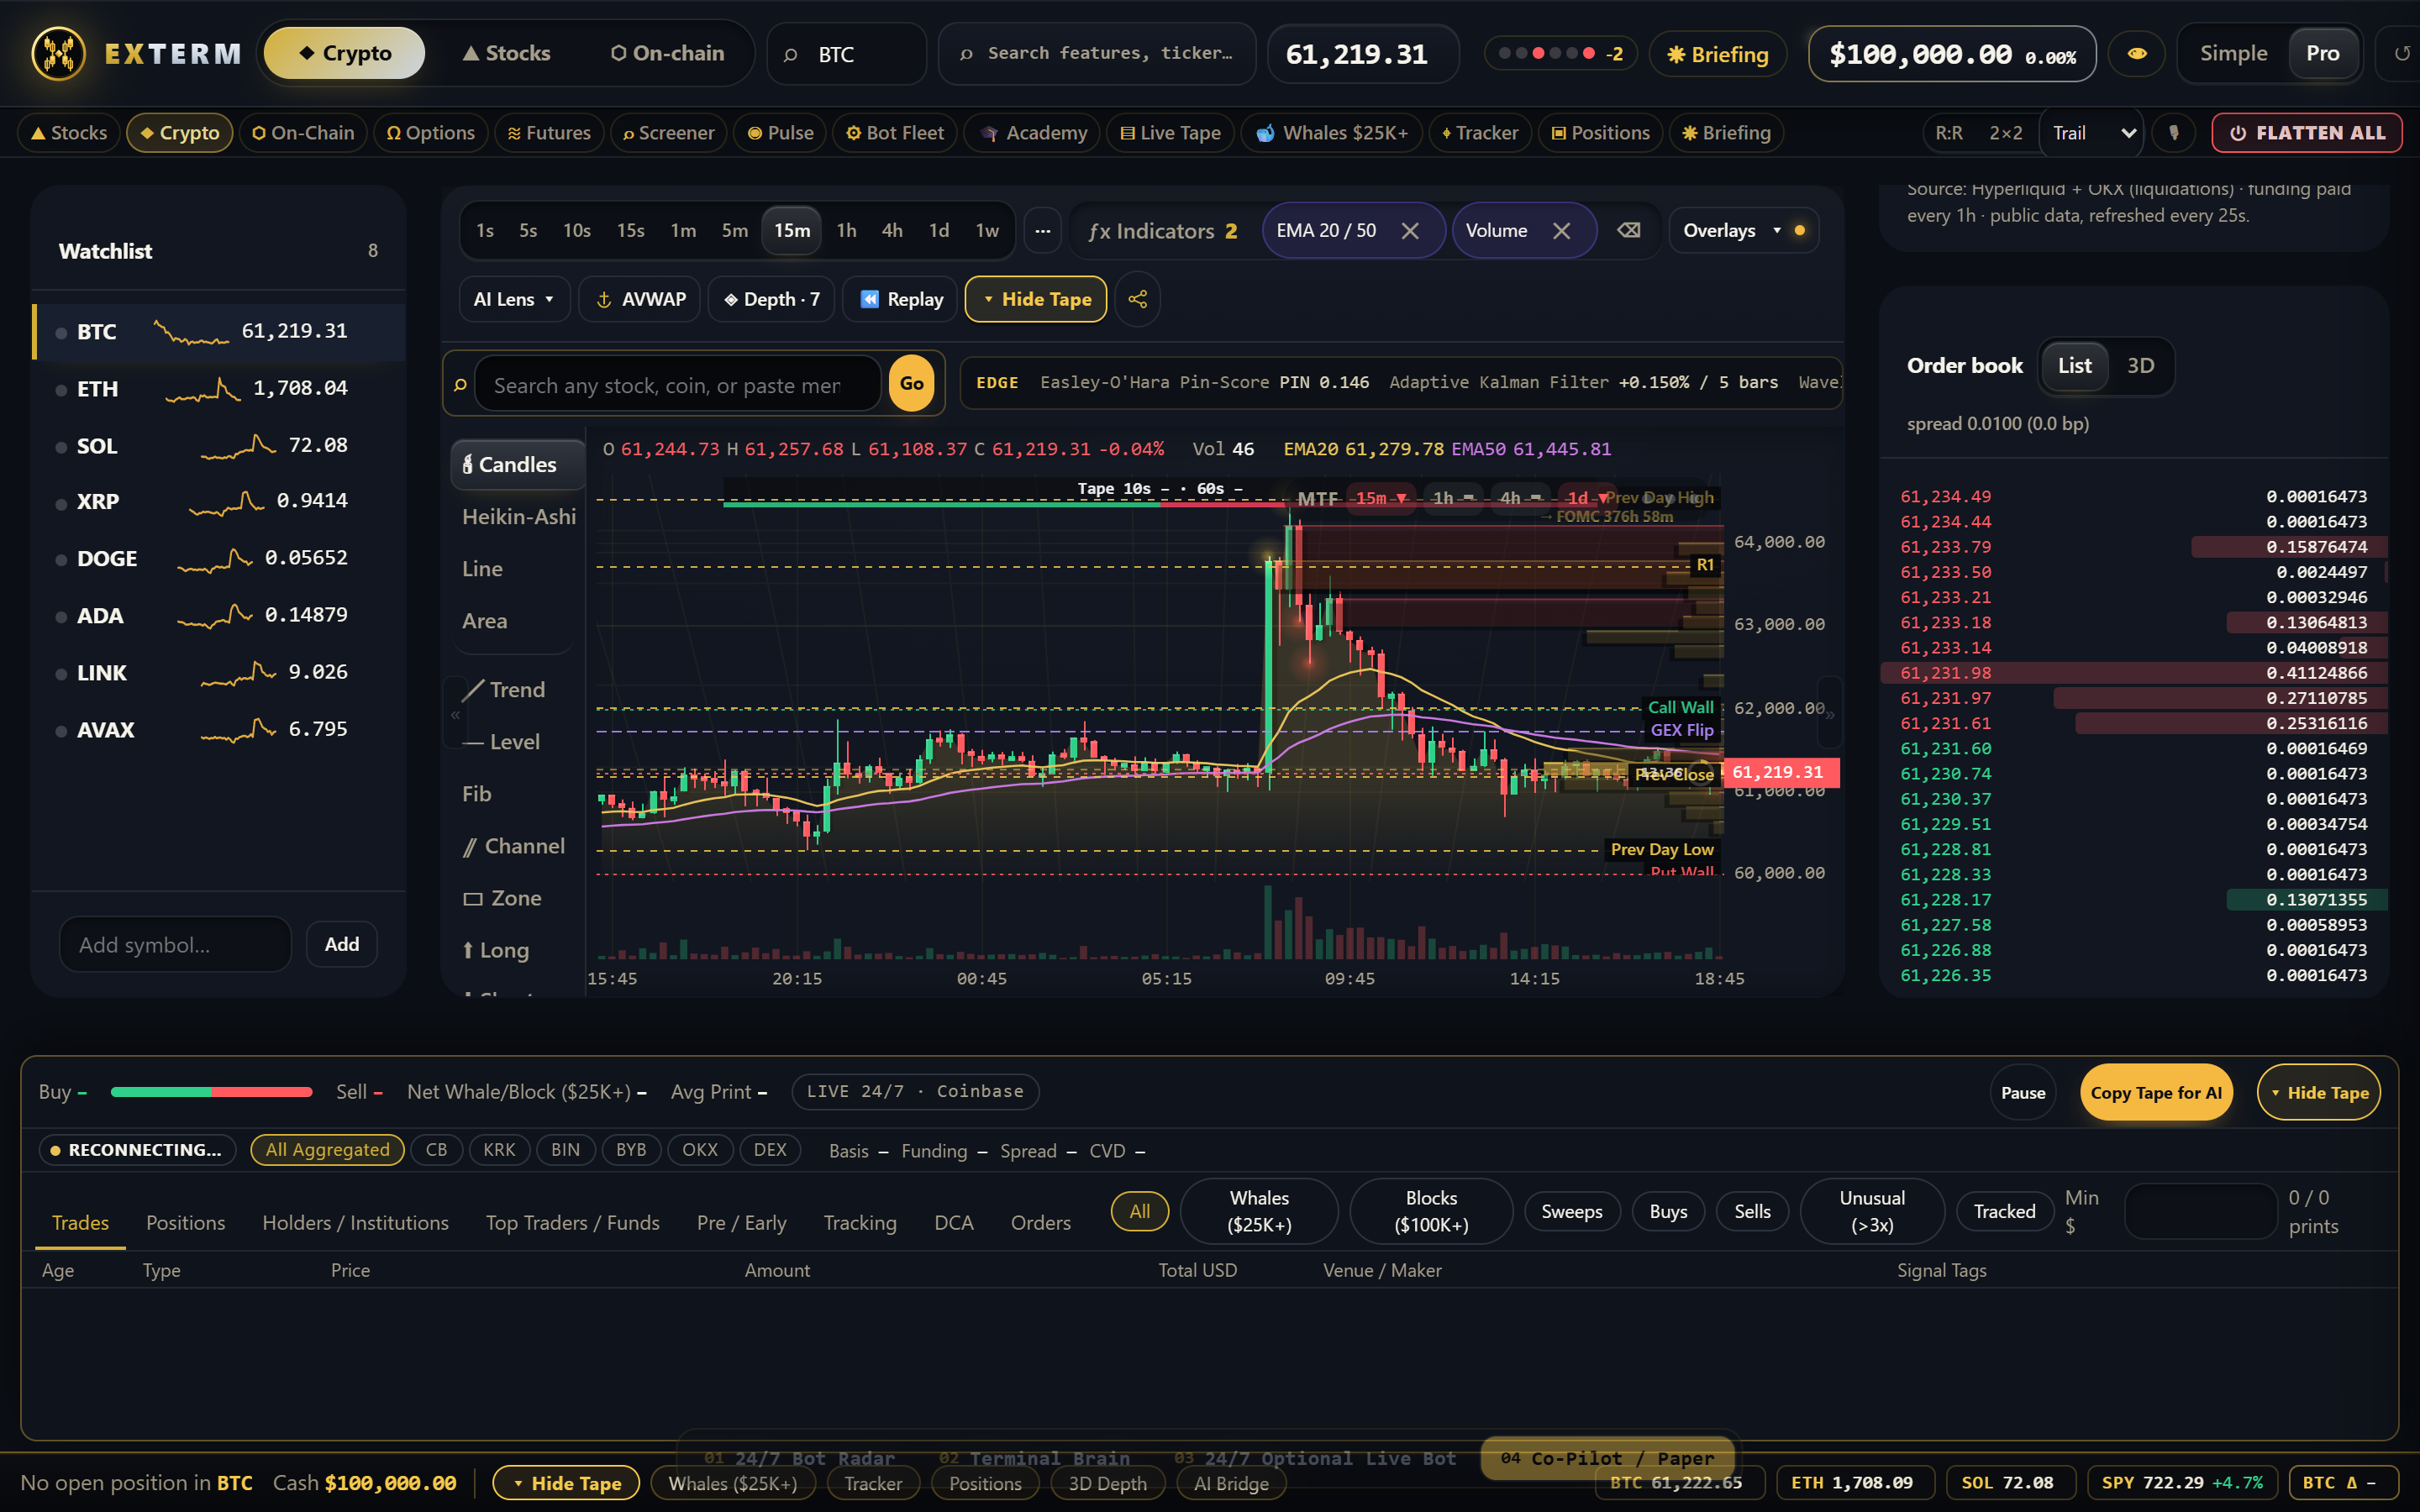 EXTERM
Crypto
Stocks
On-chain
BTC
Search features, ticker…
61,219.31
-2
Briefing
$100,000.00 0.00%
Simple
Pro
Stocks
Crypto
On-Chain
Options
Futures
Screener
Pulse
Bot Fleet
Academy
Live Tape
Whales $25K+
Tracker
Positions
Briefing
R:R 2×2
Trail
FLATTEN ALL
Watchlist 8
BTC 61,219.31
ETH 1,708.04
SOL 72.08
XRP 0.9414
DOGE 0.05652
ADA 0.14879
LINK 9.026
AVAX 6.795
Add symbol...
Add
1s 5s 10s 15s 1m 5m 15m 1h 4h 1d 1w
fx Indicators 2
EMA 20 / 50
Volume
Overlays
AI Lens
AVWAP
Depth · 7
Replay
Hide Tape
Search any stock, coin, or paste mer
Go
EDGE Easley-O'Hara Pin-Score PIN 0.146 Adaptive Kalman Filter +0.150% / 5 bars
Candles
Heikin-Ashi
Line
Area
Trend
Level
Fib
Channel
Zone
Long
O 61,244.73 H 61,257.68 L 61,108.37 C 61,219.31 -0.04% Vol 46 EMA20 61,279.78 EMA50 61,445.81
Tape 10s – · 60s –
MTF 15m ▼ 1h 4h 1d ▼
Prev Day High
→ FOMC 376h 58m
R1
Call Wall
GEX Flip
Prev Close
Prev Day Low
Put Wall
64,000.00
63,000.00
62,000.00
61,219.31
61,000.00
60,000.00
15:45 20:15 00:45 05:15 09:45 14:15 18:45
Source: Hyperliquid + OKX (liquidations) · funding paid
every 1h · public data, refreshed every 25s.
Order book
List
3D
spread 0.0100 (0.0 bp)
61,234.49 0.00016473
61,234.44 0.00016473
61,233.79 0.15876474
61,233.50 0.0024497
61,233.21 0.00032946
61,233.18 0.13064813
61,233.14 0.04008918
61,231.98 0.41124866
61,231.97 0.27110785
61,231.61 0.25316116
61,231.60 0.00016469
61,230.74 0.00016473
61,230.37 0.00016473
61,229.51 0.00034754
61,228.81 0.00016473
61,228.33 0.00016473
61,228.17 0.13071355
61,227.58 0.00058953
61,226.88 0.00016473
61,226.35 0.00016473
Buy –
Sell –
Net Whale/Block ($25K+) –
Avg Print –
LIVE 24/7 · Coinbase
Pause
Copy Tape for AI
Hide Tape
RECONNECTING...
All Aggregated
CB
KRK
BIN
BYB
OKX
DEX
Basis – Funding – Spread – CVD –
Trades
Positions
Holders / Institutions
Top Traders / Funds
Pre / Early
Tracking
DCA
Orders
All
Whales
($25K+)
Blocks
($100K+)
Sweeps
Buys
Sells
Unusual
(>3x)
Tracked
Min
$
0 / 0
prints
Age Type Price Amount Total USD Venue / Maker Signal Tags
01 24/7 Bot Radar
02 Terminal Brain
03 24/7 Optional Live Bot
04 Co-Pilot / Paper
No open position in BTC Cash $100,000.00
Hide Tape
Whales ($25K+)
Tracker
Positions
3D Depth
AI Bridge
BTC 61,222.65
ETH 1,708.09
SOL 72.08
SPY 722.29 +4.7%
BTC Δ –